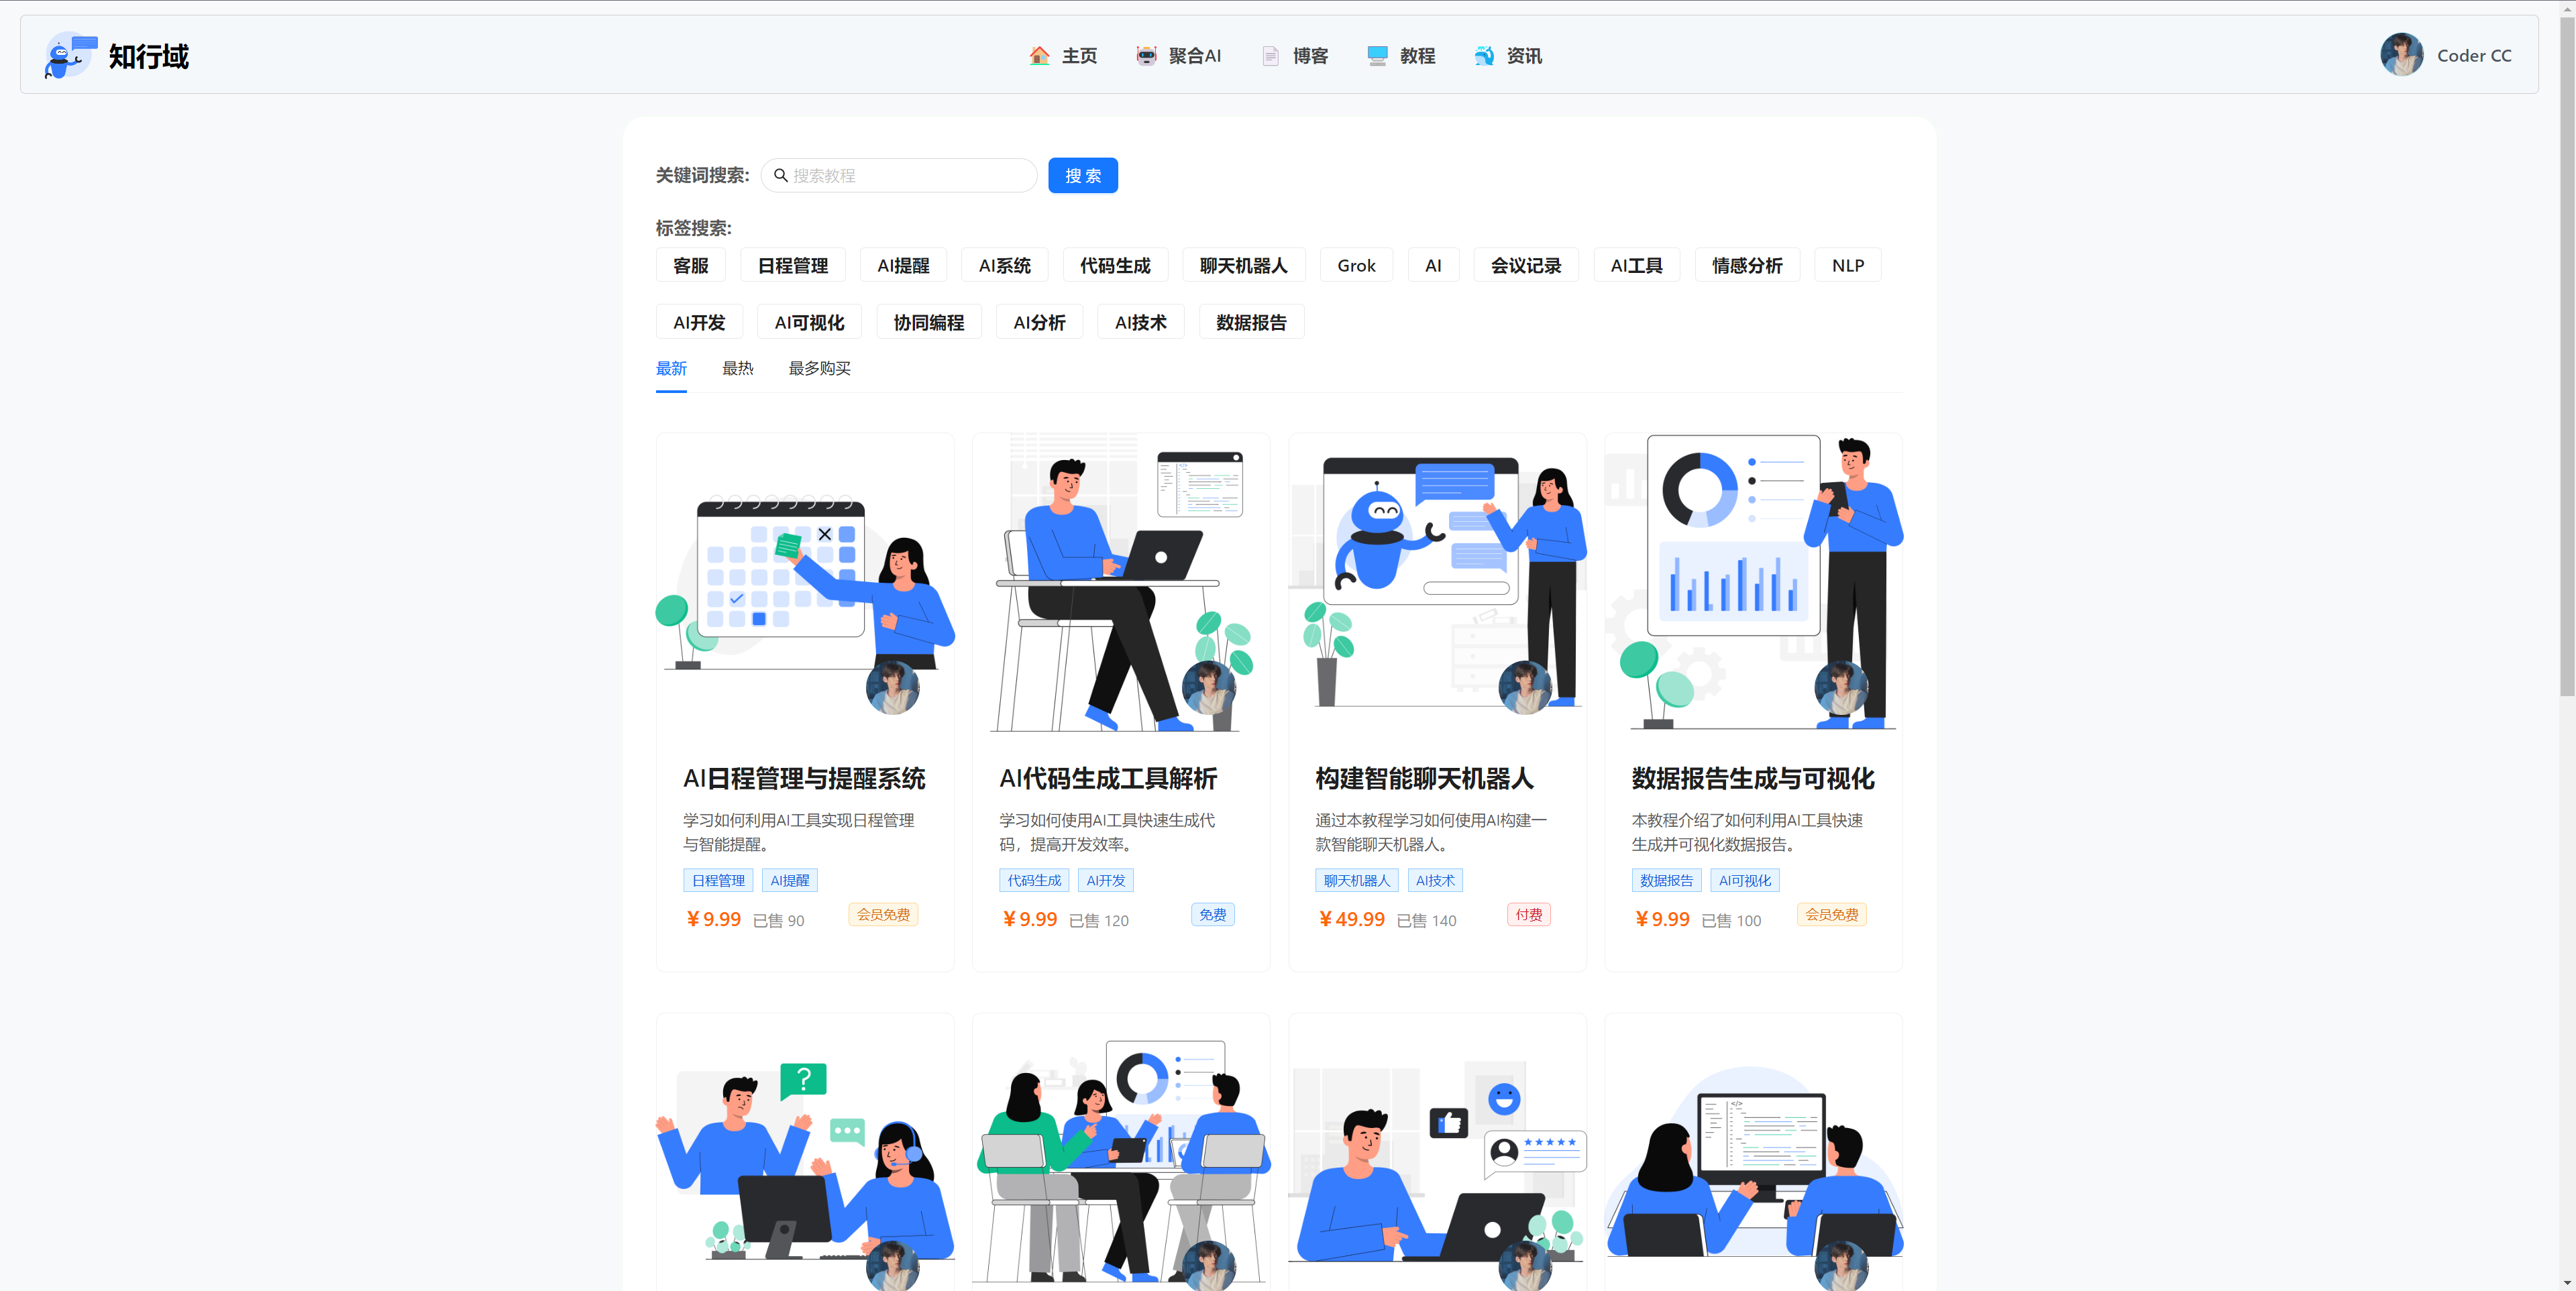 知行域
主页 聚合AI 博客 教程 资讯
Coder CC
关键词搜索: 搜索教程 搜 索
标签搜索:
客服 日程管理 AI提醒 AI系统 代码生成 聊天机器人 Grok AI 会议记录 AI工具 情感分析 NLP
AI开发 AI可视化 协同编程 AI分析 AI技术 数据报告
最新 最热 最多购买
AI日程管理与提醒系统
学习如何利用AI工具实现日程管理
与智能提醒。
日程管理 AI提醒
¥9.99 已售 90 会员免费
AI代码生成工具解析
学习如何使用AI工具快速生成代
码，提高开发效率。
代码生成 AI开发
¥9.99 已售 120 免费
构建智能聊天机器人
通过本教程学习如何使用AI构建一
款智能聊天机器人。
聊天机器人 AI技术
¥49.99 已售 140 付费
数据报告生成与可视化
本教程介绍了如何利用AI工具快速
生成并可视化数据报告。
数据报告 AI可视化
¥9.99 已售 100 会员免费
?